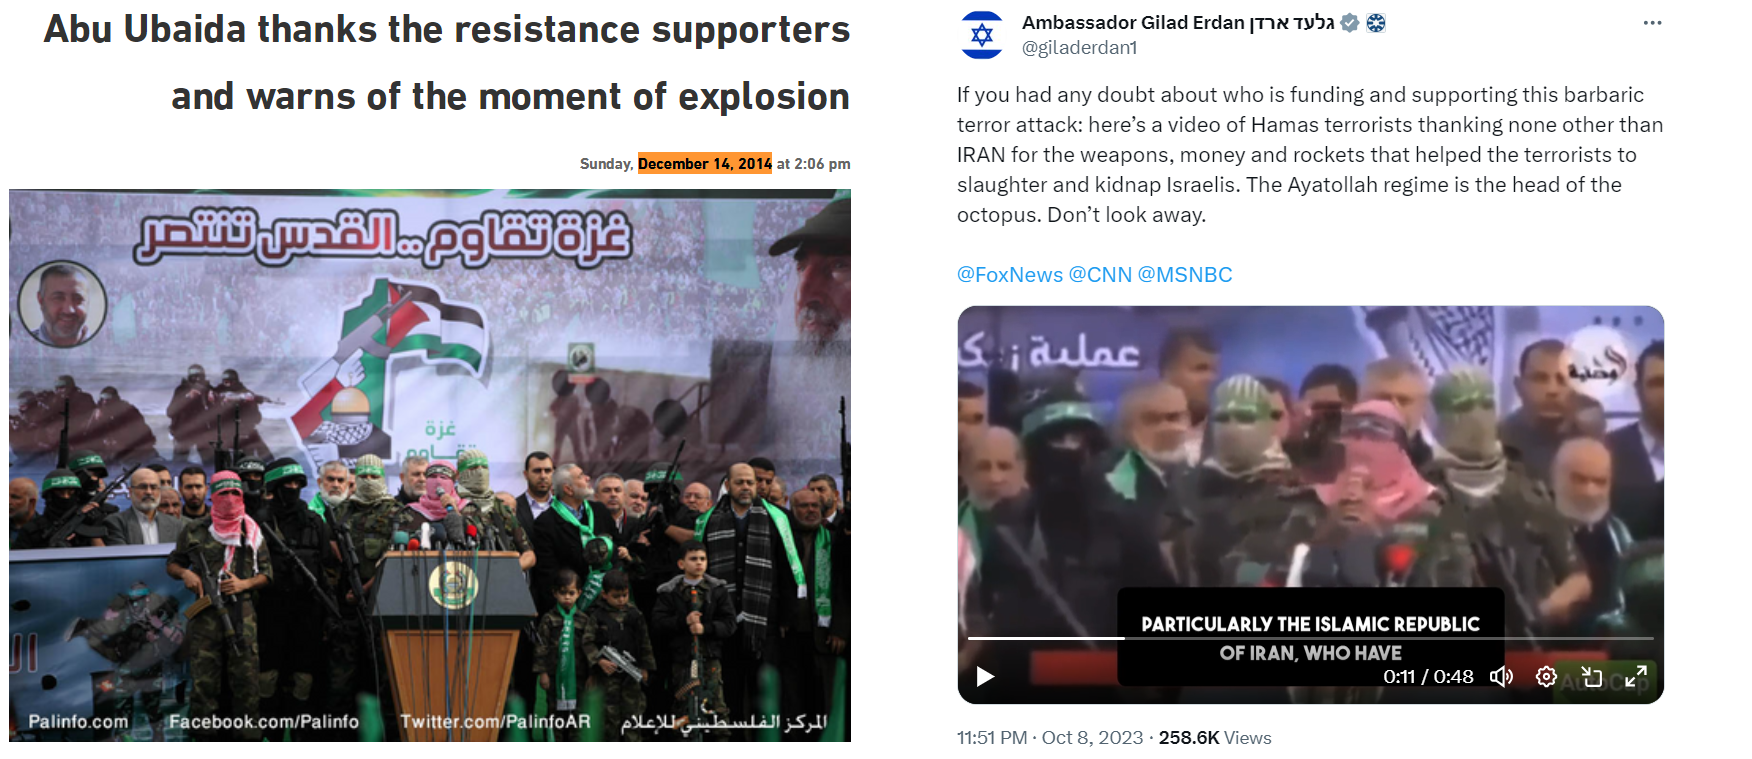 Abu Ubaida thanks the resistance supporters
and warns of the moment of explosion
Sunday, December 14, 2014 at 2:06 pm
غزة تقاوم .. القدس تنتصر
غزة
تقاوم
Palinfo.com
Facebook.com/Palinfo
Twitter.com/PalinfoAR
المركز الفلسطيني للإعلام
Ambassador Gilad Erdan גלעד ארדן
@giladerdan1
If you had any doubt about who is funding and supporting this barbaric
terror attack: here’s a video of Hamas terrorists thanking none other than
IRAN for the weapons, money and rockets that helped the terrorists to
slaughter and kidnap Israelis. The Ayatollah regime is the head of the
octopus. Don’t look away.
@FoxNews @CNN @MSNBC
عملية
وطنية
PARTICULARLY THE ISLAMIC REPUBLIC
OF IRAN, WHO HAVE
0:11 / 0:48
11:51 PM · Oct 8, 2023 · 258.6K Views